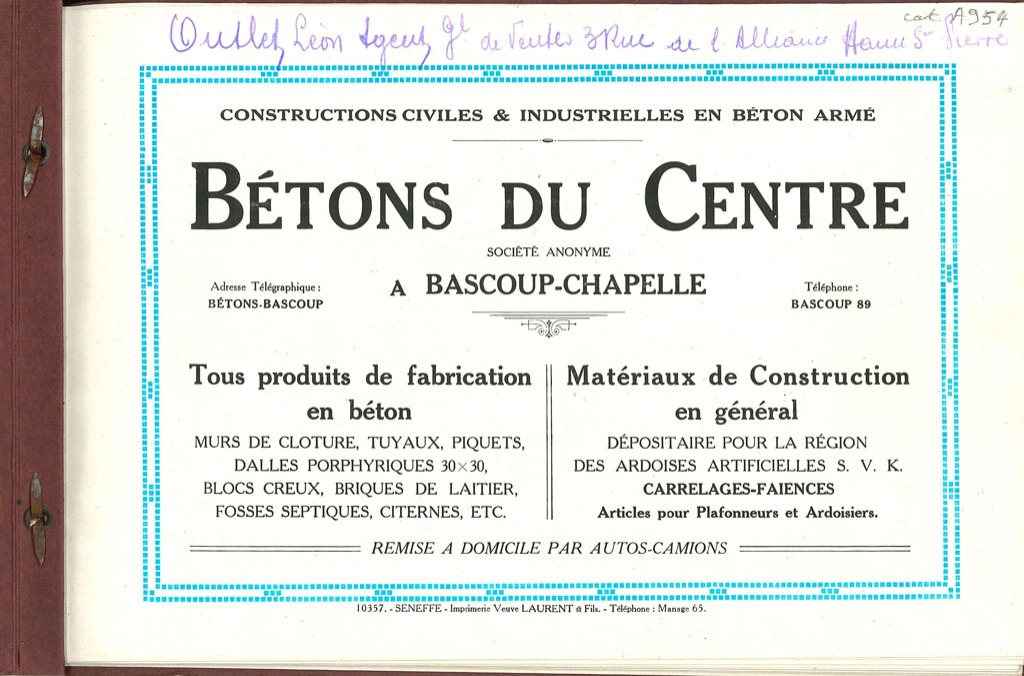 cat. A954
Outlet, Léon Agent Gl de Ventes 3 Rue de l'Alliance Haine St Pierre
CONSTRUCTIONS CIVILES & INDUSTRIELLES EN BÉTON ARMÉ
BÉTONS DU CENTRE
SOCIÉTÉ ANONYME
A BASCOUP-CHAPELLE
Adresse Télégraphique :
BÉTONS-BASCOUP
Téléphone :
BASCOUP 89
Tous produits de fabrication
en béton
MURS DE CLOTURE, TUYAUX, PIQUETS,
DALLES PORPHYRIQUES 30×30,
BLOCS CREUX, BRIQUES DE LAITIER,
FOSSES SEPTIQUES, CITERNES, ETC.
Matériaux de Construction
en général
DÉPOSITAIRE POUR LA RÉGION
DES ARDOISES ARTIFICIELLES S. V. K.
CARRELAGES-FAIENCES
Articles pour Plafonneurs et Ardoisiers.
REMISE A DOMICILE PAR AUTOS-CAMIONS
10357. - SENEFFE - Imprimerie Veuve LAURENT & Fils. - Téléphone : Manage 65.